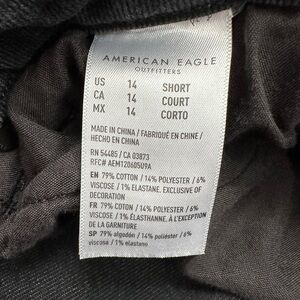 AMERICAN EAGLE
OUTFITTERS
US 14 SHORT
CA 14 COURT
MX 14 CORTO
MADE IN CHINA / FABRIQUÉ EN CHINE /
HECHO EN CHINA
RN 54485 / CA 03873
RFC# AEM120605U9A
EN 79% COTTON / 14% POLYESTER / 6%
VISCOSE / 1% ELASTANE. EXCLUSIVE OF
DECORATION
FR 79% COTON / 14% POLYESTER / 6%
VISCOSE / 1% ÉLASTHANNE. À L'EXCEPTION
DE LA GARNITURE
SP 79% algodón / 14% poliéster / 6%
viscosa / 1% elastano